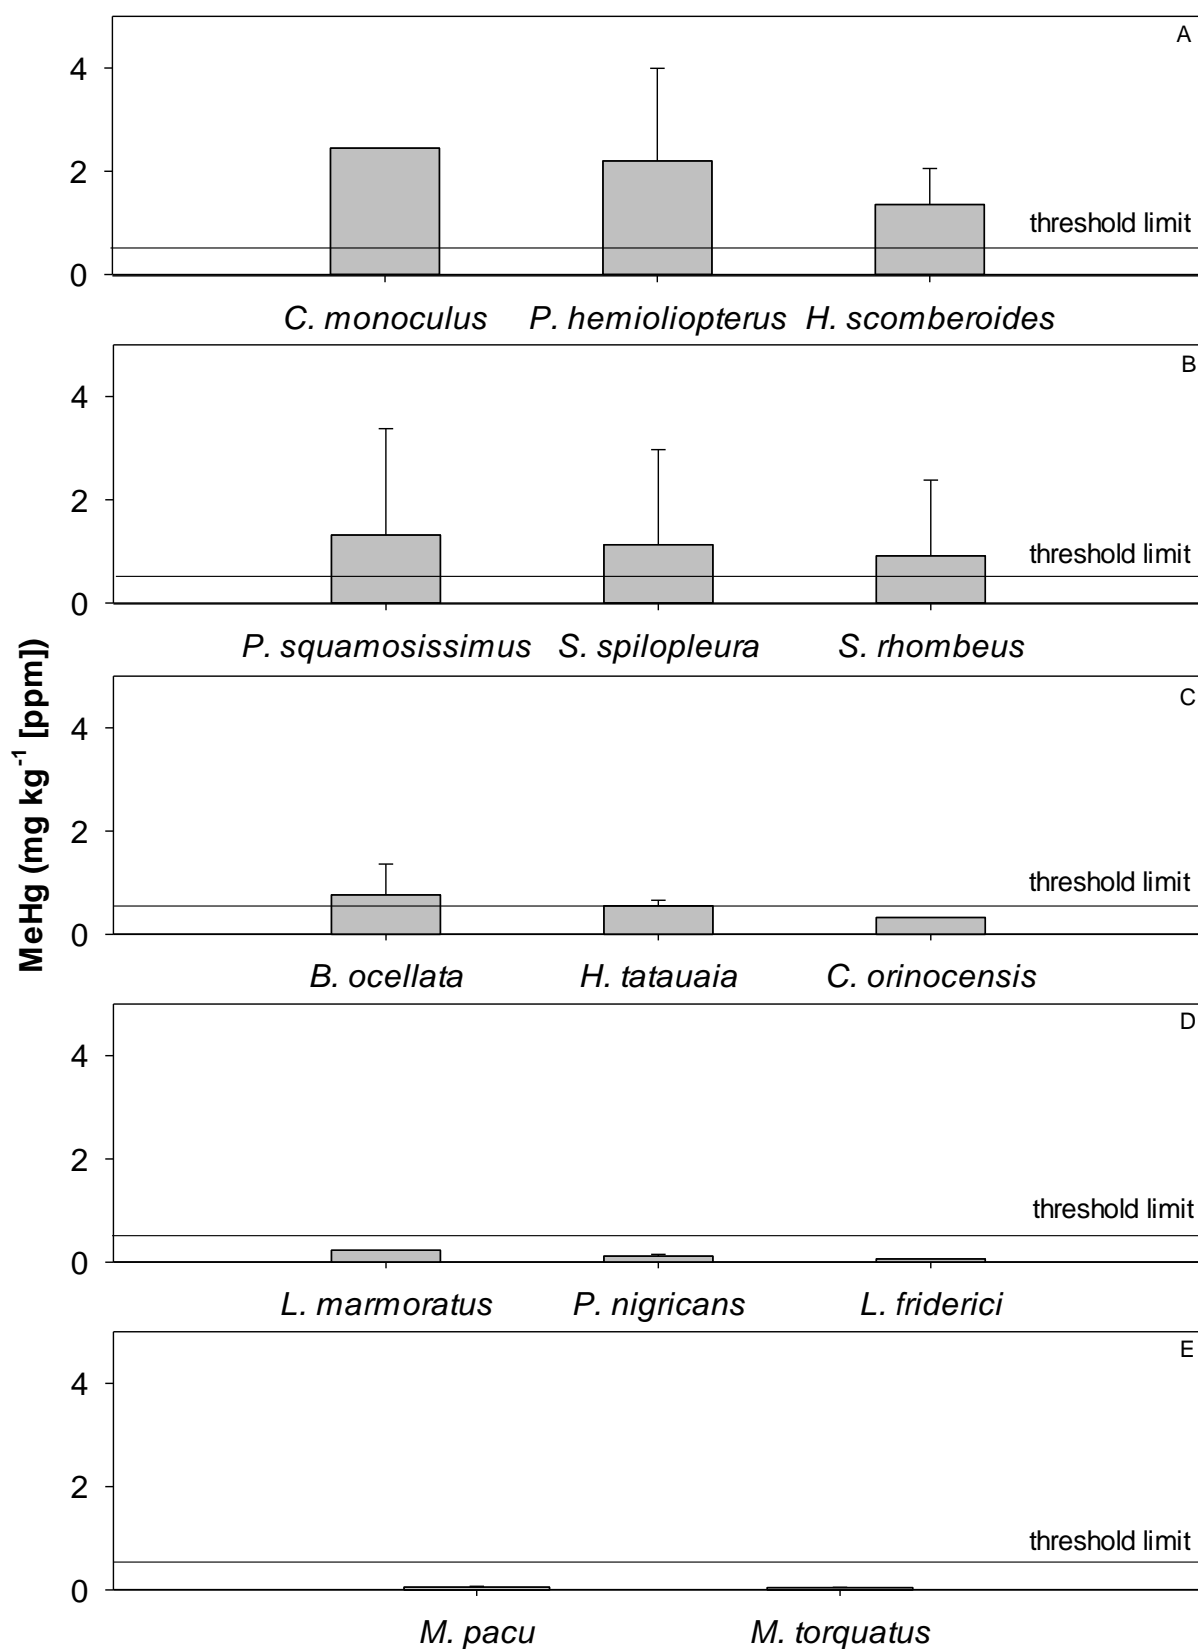 A
4
2
0
threshold limit
C. monoculus P. hemioliopterus H. scomberoides
B
4
2
0
threshold limit
P. squamosissimus S. spilopleura S. rhombeus
MeHg (mg kg⁻¹ [ppm])
C
4
2
0
threshold limit
B. ocellata H. tatauaia C. orinocensis
D
4
2
0
threshold limit
L. marmoratus P. nigricans L. friderici
E
4
2
0
threshold limit
M. pacu M. torquatus